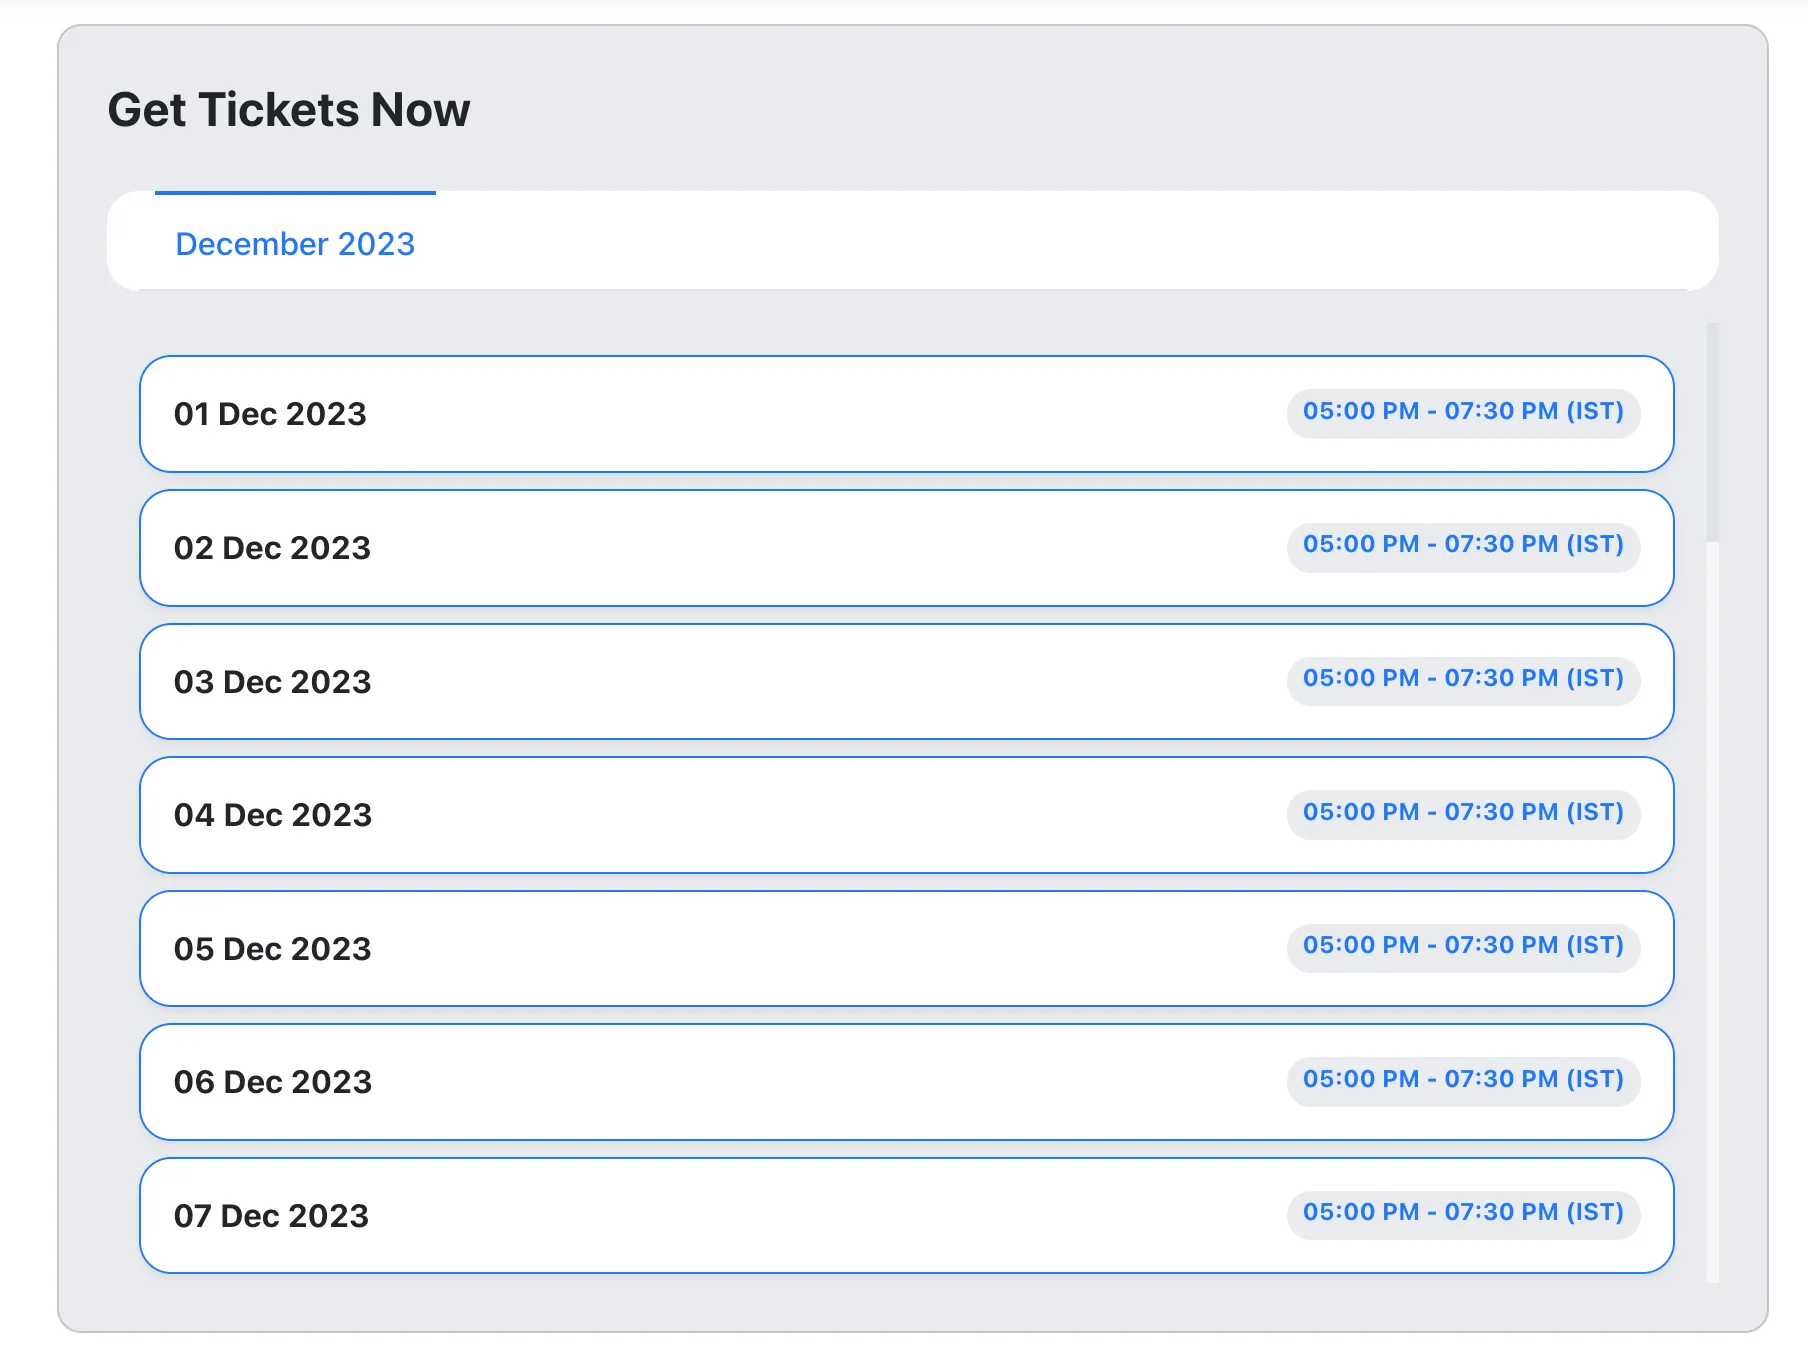 Get Tickets Now
December 2023
01 Dec 2023 05:00 PM - 07:30 PM (IST)
02 Dec 2023 05:00 PM - 07:30 PM (IST)
03 Dec 2023 05:00 PM - 07:30 PM (IST)
04 Dec 2023 05:00 PM - 07:30 PM (IST)
05 Dec 2023 05:00 PM - 07:30 PM (IST)
06 Dec 2023 05:00 PM - 07:30 PM (IST)
07 Dec 2023 05:00 PM - 07:30 PM (IST)